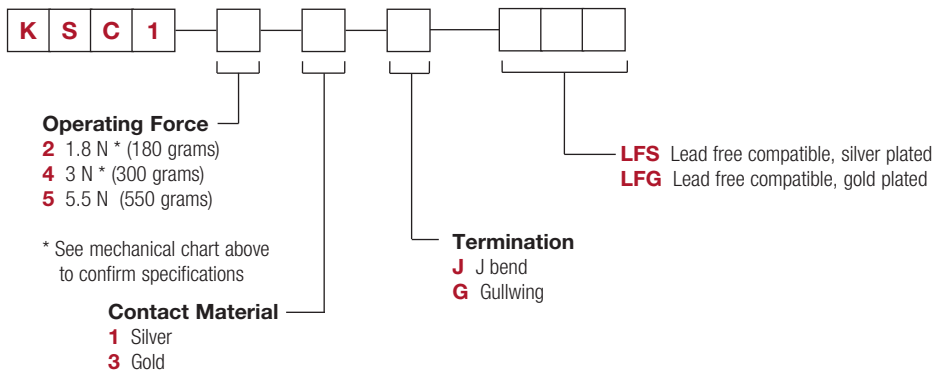 K S C 1
Operating Force
2 1.8 N * (180 grams)
4 3 N * (300 grams)
5 5.5 N (550 grams)
* See mechanical chart above
to confirm specifications
Contact Material
1 Silver
3 Gold
Termination
J J bend
G Gullwing
LFS Lead free compatible, silver plated
LFG Lead free compatible, gold plated